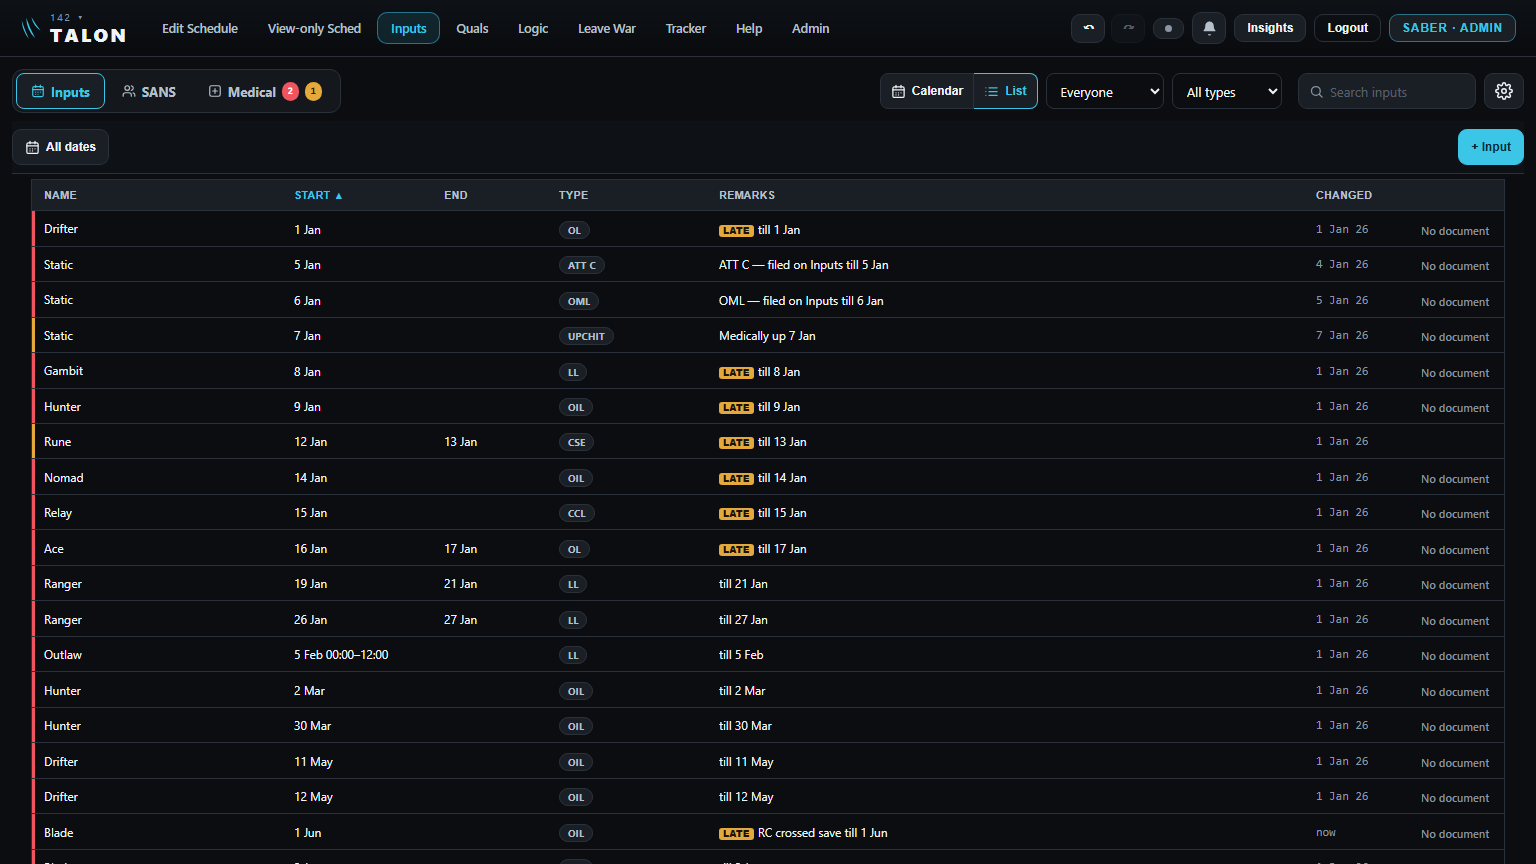 142
TALON
Edit Schedule
View-only Sched
Inputs
Quals
Logic
Leave War
Tracker
Help
Admin
Insights
Logout
SABER · ADMIN
Inputs
SANS
Medical 2 1
Calendar
List
Everyone
All types
Search inputs
All dates
+ Input
NAME START ▲ END TYPE REMARKS CHANGED
Drifter 1 Jan OL LATE till 1 Jan 1 Jan 26 No document
Static 5 Jan ATT C ATT C — filed on Inputs till 5 Jan 4 Jan 26 No document
Static 6 Jan OML OML — filed on Inputs till 6 Jan 5 Jan 26 No document
Static 7 Jan UPCHIT Medically up 7 Jan 7 Jan 26 No document
Gambit 8 Jan LL LATE till 8 Jan 1 Jan 26 No document
Hunter 9 Jan OIL LATE till 9 Jan 1 Jan 26 No document
Rune 12 Jan 13 Jan CSE LATE till 13 Jan 1 Jan 26
Nomad 14 Jan OIL LATE till 14 Jan 1 Jan 26 No document
Relay 15 Jan CCL LATE till 15 Jan 1 Jan 26 No document
Ace 16 Jan 17 Jan OL LATE till 17 Jan 1 Jan 26 No document
Ranger 19 Jan 21 Jan LL till 21 Jan 1 Jan 26 No document
Ranger 26 Jan 27 Jan LL till 27 Jan 1 Jan 26 No document
Outlaw 5 Feb 00:00–12:00 LL till 5 Feb 1 Jan 26 No document
Hunter 2 Mar OIL till 2 Mar 1 Jan 26 No document
Hunter 30 Mar OIL till 30 Mar 1 Jan 26 No document
Drifter 11 May OIL till 11 May 1 Jan 26 No document
Drifter 12 May OIL till 12 May 1 Jan 26 No document
Blade 1 Jun OIL LATE RC crossed save till 1 Jun now No document